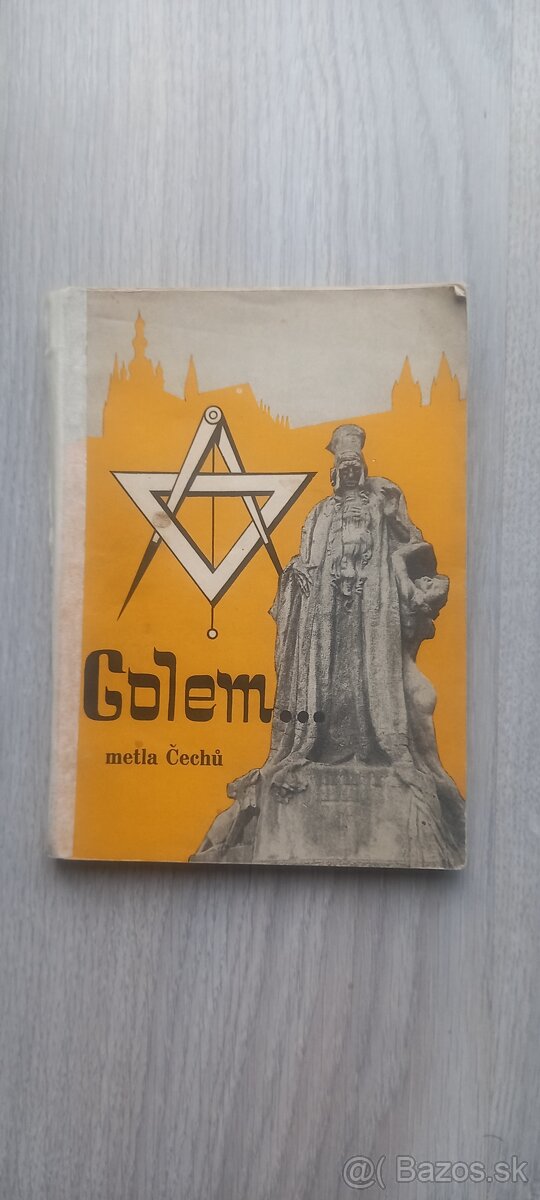 Golem...
metla Čechů
@( Bazos.sk